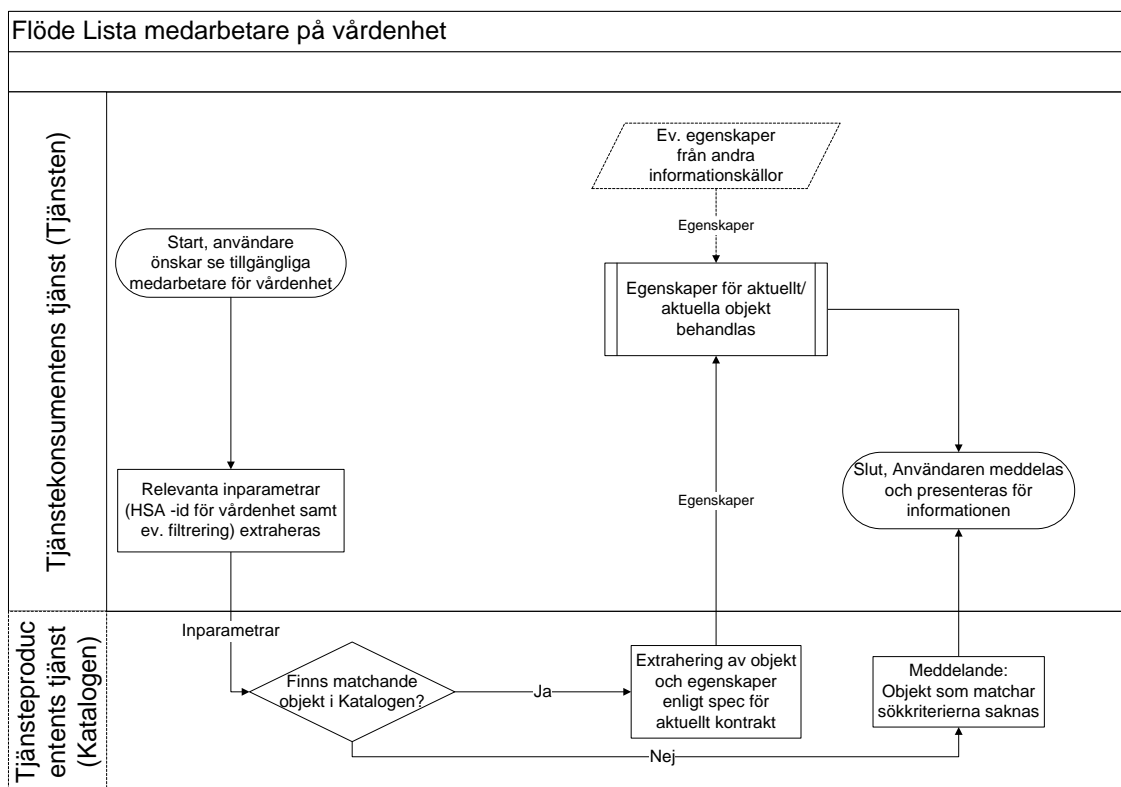 Flöde Lista medarbetare på vårdenhet
Tjänstekonsumentens tjänst (Tjänsten)
Ev. egenskaper
från andra
informationskällor
Egenskaper
Start, användare
önskar se tillgängliga
medarbetare för vårdenhet
Egenskaper för aktuellt/
aktuella objekt
behandlas
Relevanta inparametrar
(HSA -id för vårdenhet samt
ev. filtrering) extraheras
Egenskaper
Slut, Användaren meddelas
och presenteras för
informationen
Tjänsteproduc
entents tjänst
(Katalogen)
Inparametrar
Finns matchande
objekt i Katalogen?
Ja
Extrahering av objekt
och egenskaper
enligt spec för
aktuellt kontrakt
Meddelande:
Objekt som matchar
sökkriterierna saknas
Nej